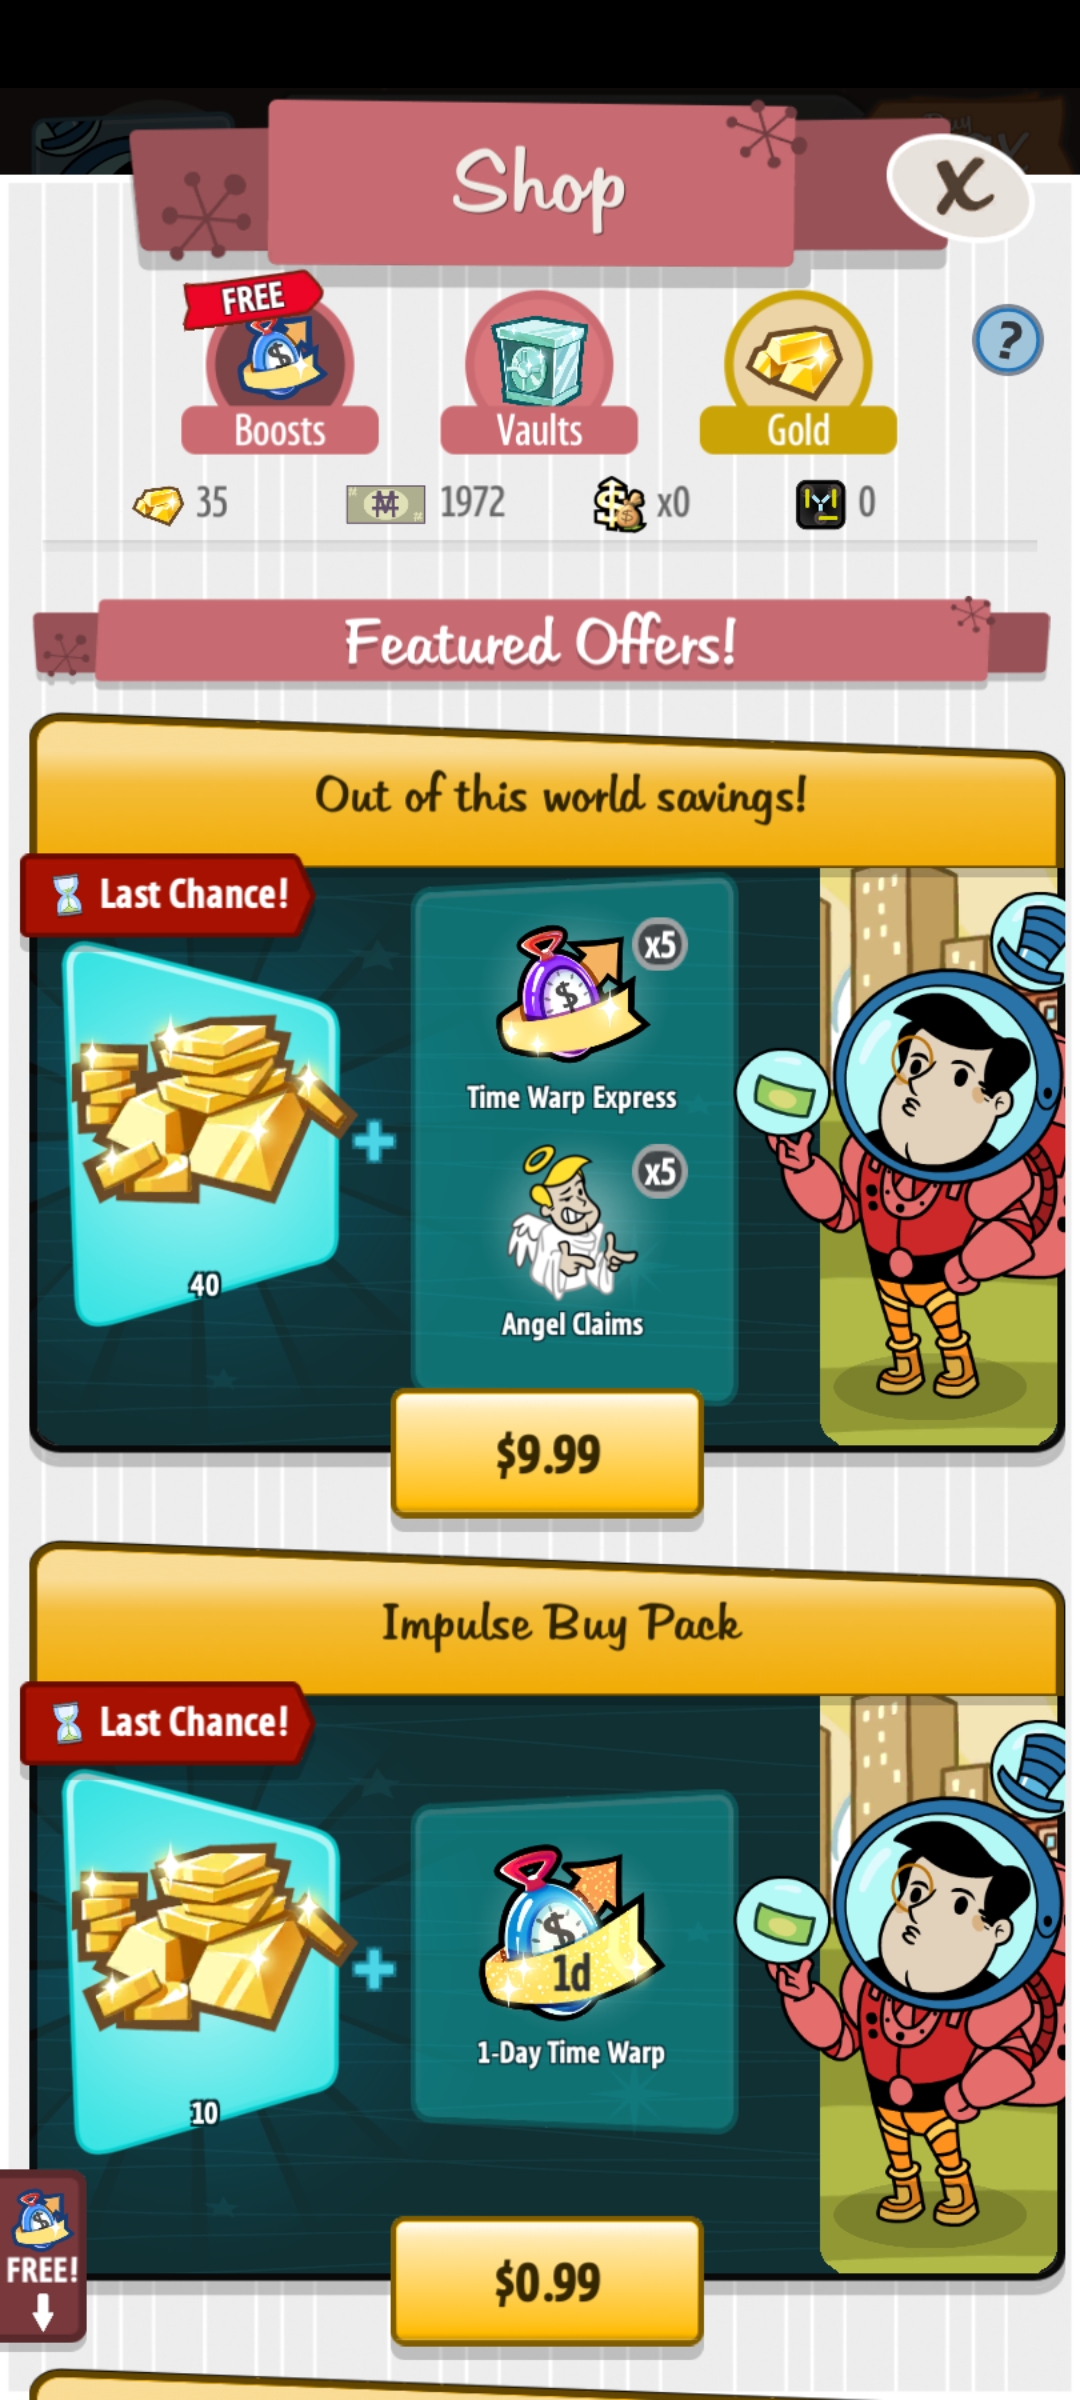 Shop
X
FREE
?
Boosts
Vaults
Gold
35
1972
x0
0
Featured Offers!
Out of this world savings!
Last Chance!
x5
Time Warp Express
x5
40
Angel Claims
$9.99
Impulse Buy Pack
Last Chance!
1d
1-Day Time Warp
10
FREE!
$0.99